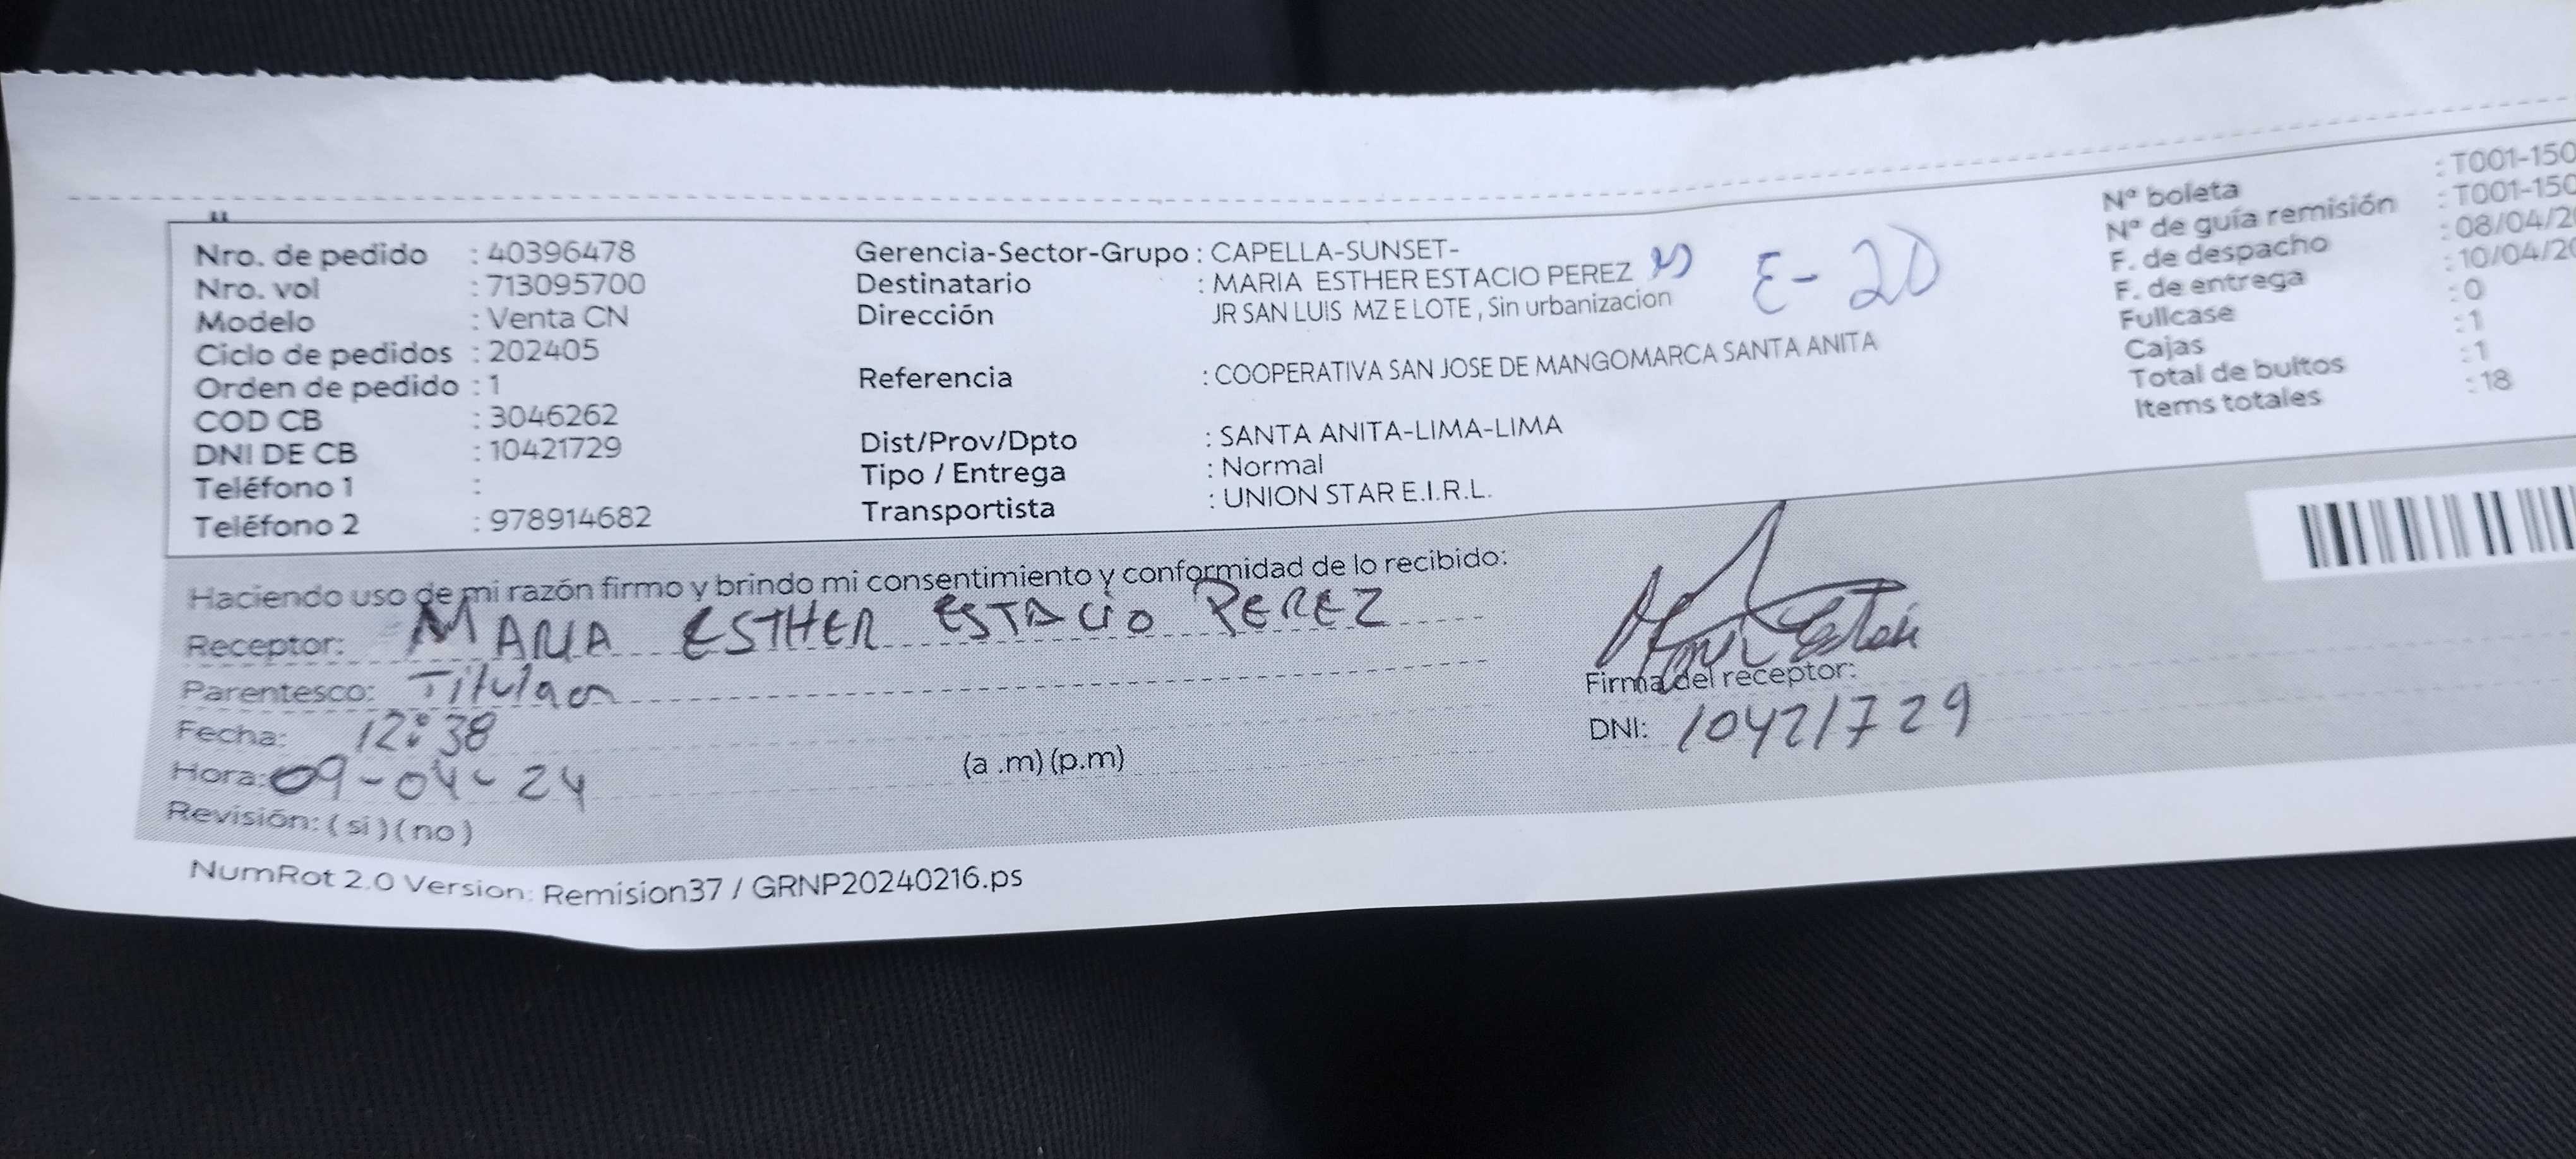 Nro. de pedido : 40396478
Nro. vol : 713095700
Modelo : Venta CN
Ciclo de pedidos : 202405
Orden de pedido : 1
COD CB : 3046262
DNI DE CB : 10421729
Teléfono 1 :
Teléfono 2 : 978914682
Gerencia-Sector-Grupo : CAPELLA-SUNSET-
Destinatario : MARIA ESTHER ESTACIO PEREZ
Dirección JR SAN LUIS MZ E LOTE , Sin urbanizacion
E-20
Referencia : COOPERATIVA SAN JOSE DE MANGOMARCA SANTA ANITA
Dist/Prov/Dpto : SANTA ANITA-LIMA-LIMA
Tipo / Entrega : Normal
Transportista : UNION STAR E.I.R.L.
Nº boleta : T001-150
Nº de guía remisión : T001-150
F. de despacho : 08/04/20
F. de entrega : 10/04/20
Fullcase : 0
Cajas : 1
Total de bultos : 1
Items totales : 18
Haciendo uso de mi razón firmo y brindo mi consentimiento y conformidad de lo recibido:
Receptor: MARIA ESTHER ESTACIO PEREZ
Parentesco: Titular
Fecha: 12:38
Hora: 09-04-24 (a .m) (p.m)
Revisión: ( si ) ( no )
Firma del receptor:
DNI: 10421729
NumRot 2.0 Version: Remision37 / GRNP20240216.ps